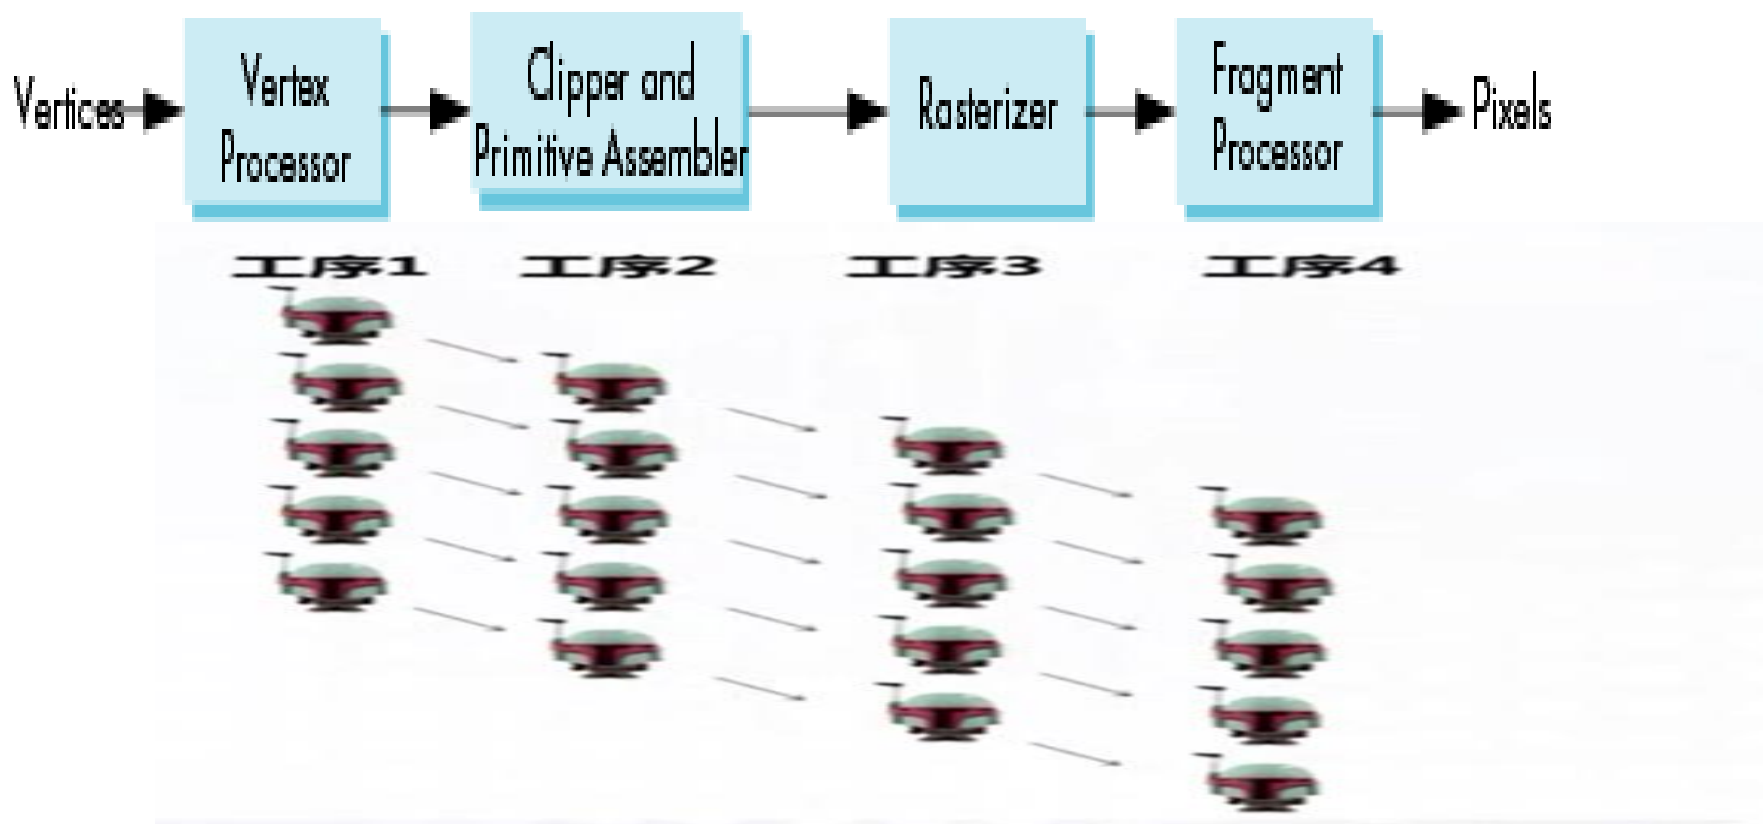 Vertices
Vertex
Processor
Clipper and
Primitive Assembler
Rasterizer
Fragment
Processor
Pixels
工序1
工序2
工序3
工序4